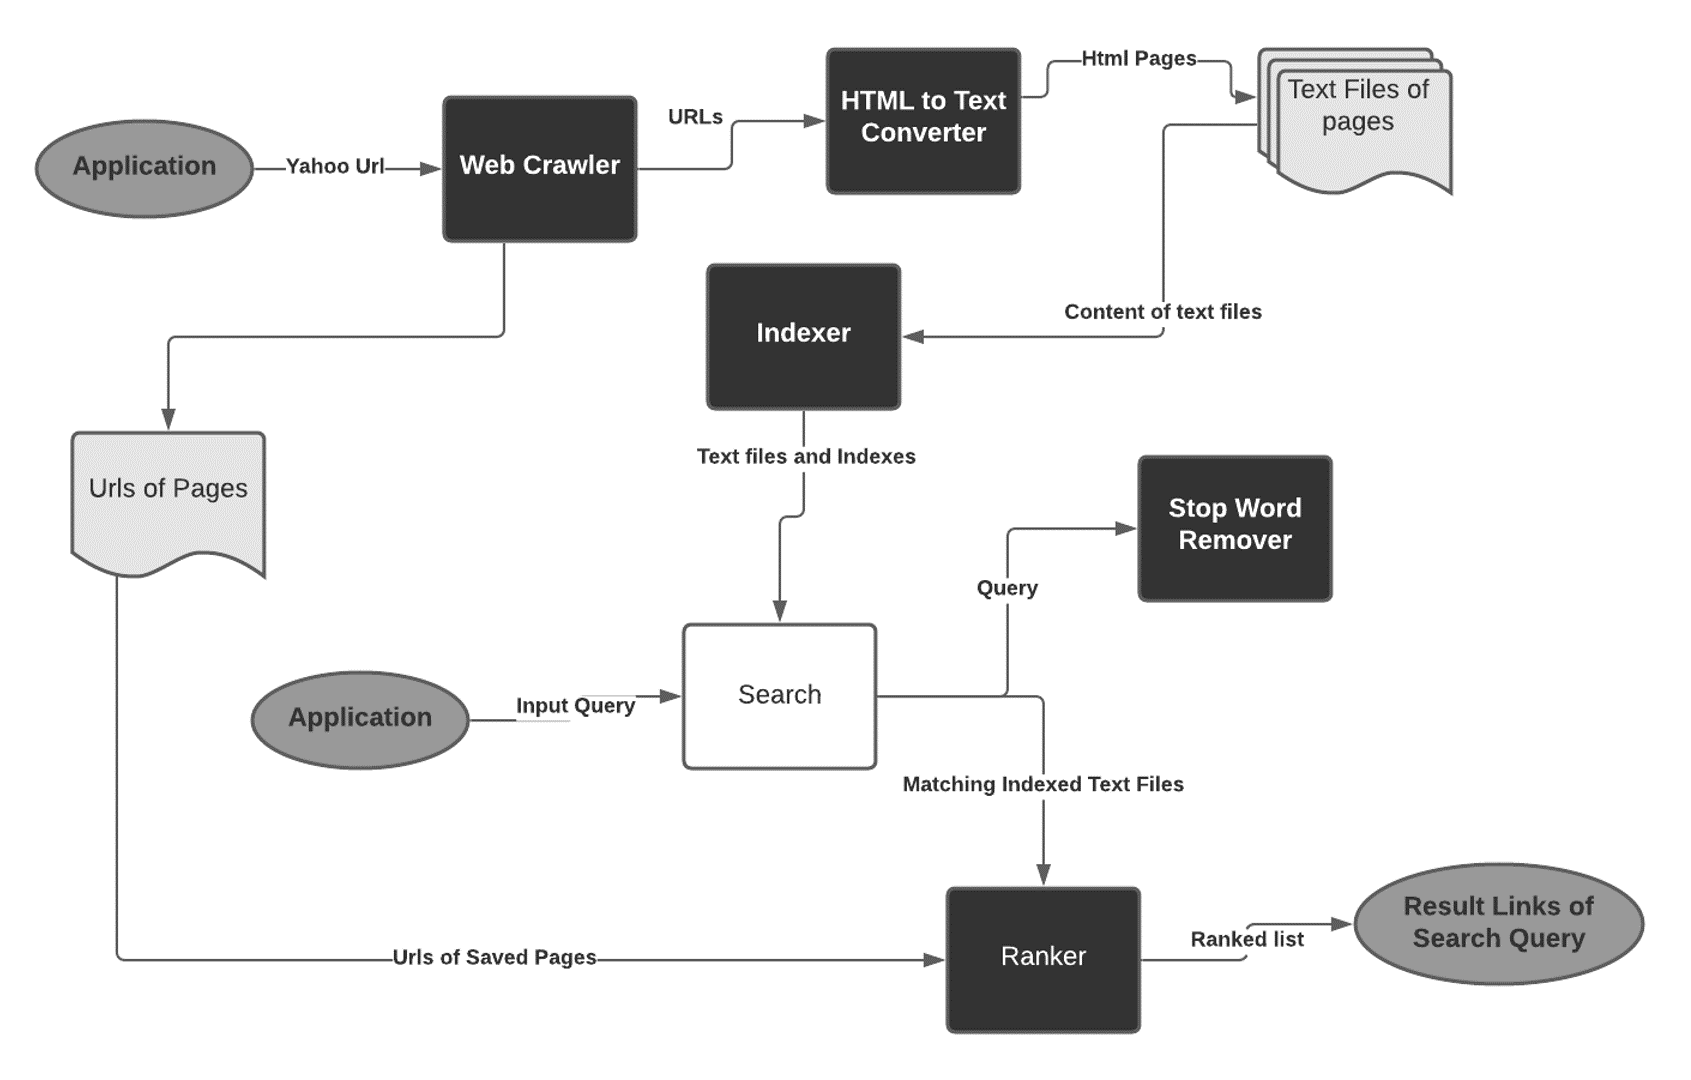 Html Pages
HTML to Text
Converter
Text Files of
pages
URLs
Application
Yahoo Url
Web Crawler
Content of text files
Indexer
Text files and Indexes
Urls of Pages
Stop Word
Remover
Query
Search
Application
Input Query
Matching Indexed Text Files
Result Links of
Search Query
Ranked list
Urls of Saved Pages
Ranker